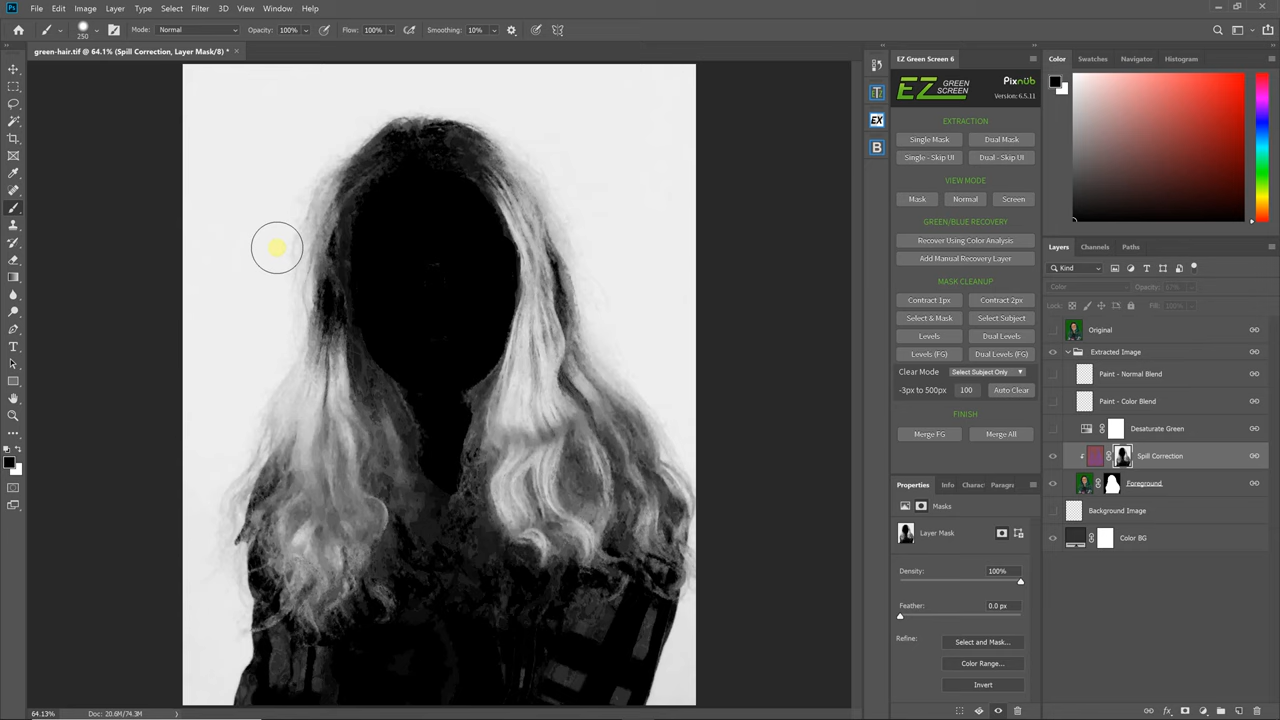 Ps File Edit Image Layer Type Select Filter 3D View Window Help
250 Mode: Normal Opacity: 100% Flow: 100% Smoothing: 10%
green-hair.tif @ 64.1% (Spill Correction, Layer Mask/8) * ×
EZ Green Screen 6
EZ GREEN SCREEN PixnUb
Version: 6.5.11
EXTRACTION
Single Mask Dual Mask
Single - Skip UI Dual - Skip UI
VIEW MODE
Mask Normal Screen
GREEN/BLUE RECOVERY
Recover Using Color Analysis
Add Manual Recovery Layer
MASK CLEANUP
Contract 1px Contract 2px
Select & Mask Select Subject
Levels Dual Levels
Levels (FG) Dual Levels (FG)
Clear Mode Select Subject Only
-3px to 500px 100 Auto Clear
FINISH
Merge FG Merge All
T EX B
Properties Info Charac Paragra
Masks
Layer Mask
Density: 100%
Feather: 0.0 px
Refine: Select and Mask...
Color Range...
Invert
Color Swatches Navigator Histogram
Layers Channels Paths
Kind
Color Opacity: 57%
Lock: Fill: 100%
Original
Extracted Image
Paint - Normal Blend
Paint - Color Blend
Desaturate Green
Spill Correction
Foreground
Background Image
Color BG
64.13% Doc: 20.6M/74.3M